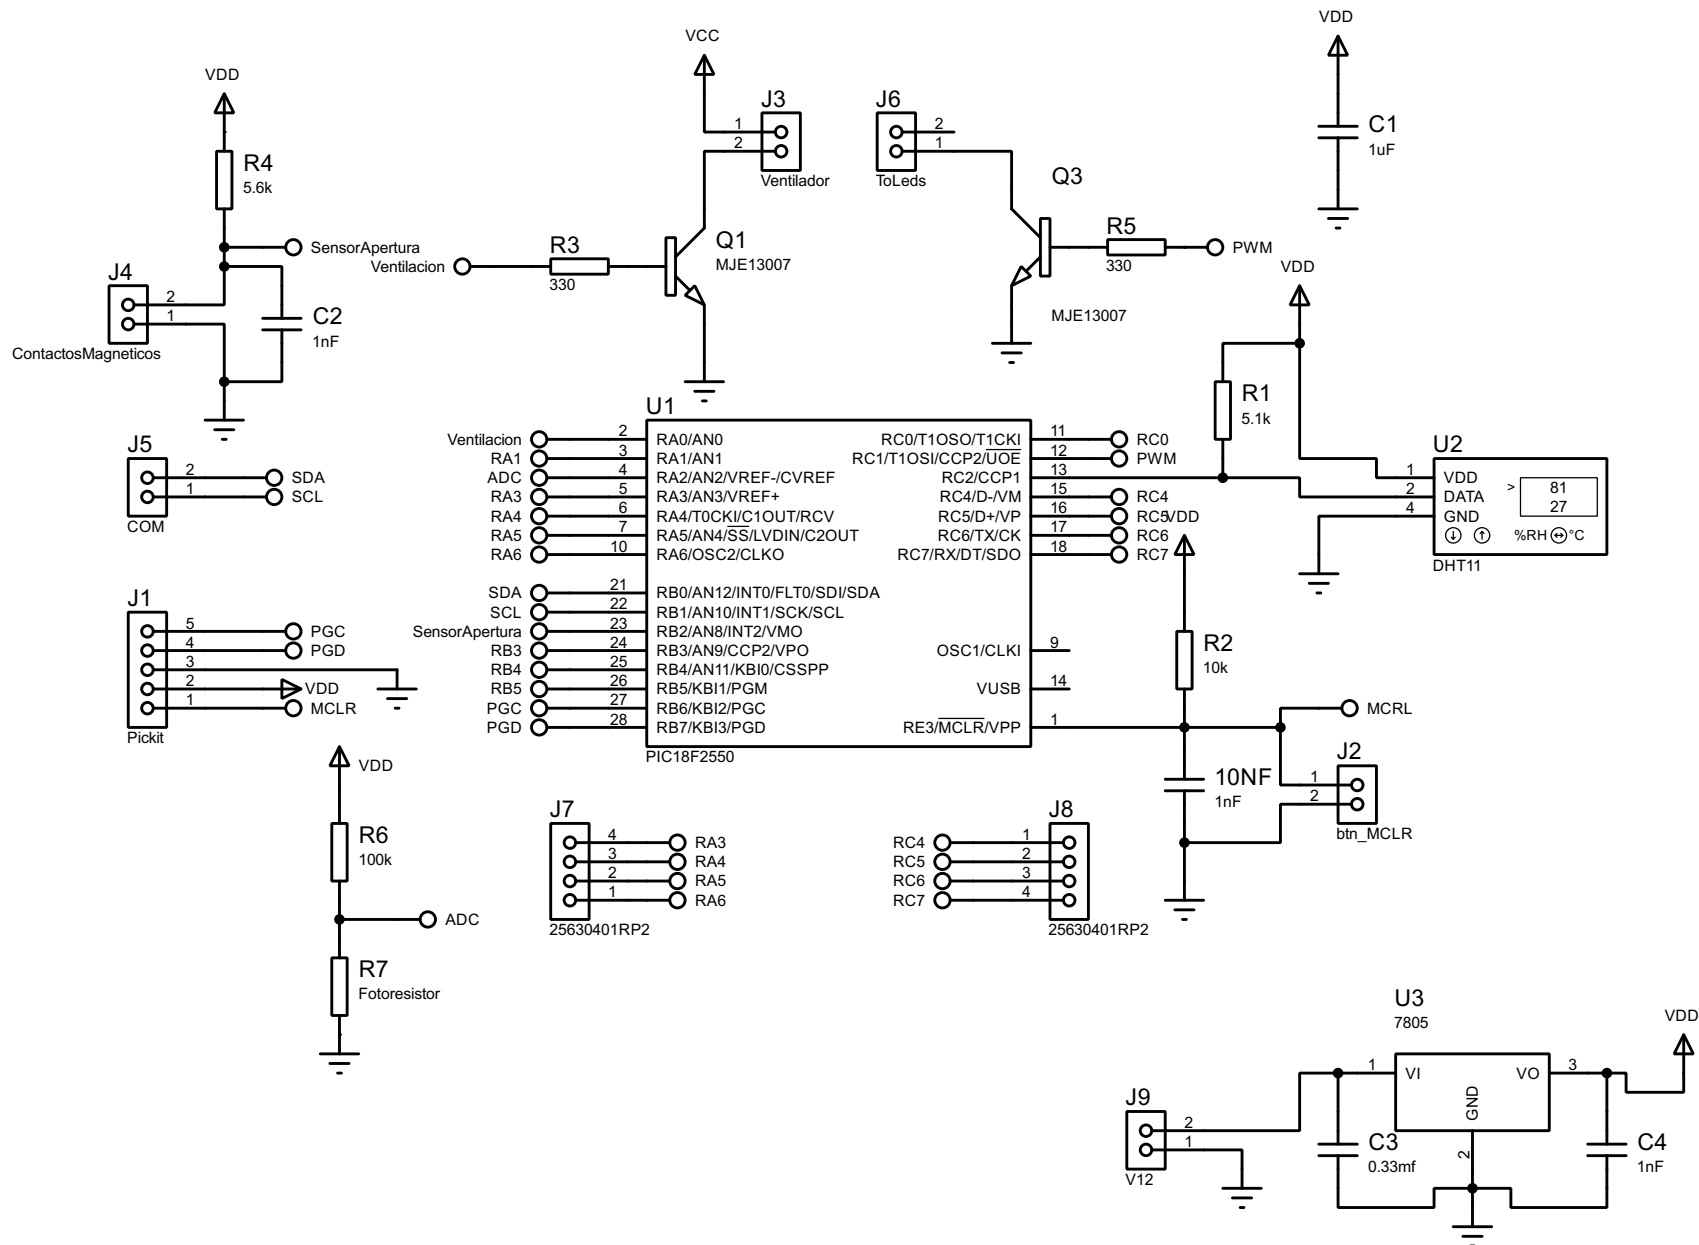 VDD
R4
5.6k
SensorApertura
J4
2
1
ContactosMagneticos
C2
1nF
VCC
J3
1
2
Ventilador
Ventilacion
R3
330
Q1
MJE13007
J6
2
1
ToLeds
Q3
MJE13007
R5
330
PWM
VDD
C1
1uF
VDD
R1
5.1k
U2
1 VDD
2 DATA
4 GND
>
81
27
%RH °C
DHT11
J5
2 SDA
1 SCL
COM
J1
5 PGC
4 PGD
3
2 VDD
1 MCLR
Pickit
U1
Ventilacion 2 RA0/AN0
RA1 3 RA1/AN1
ADC 4 RA2/AN2/VREF-/CVREF
RA3 5 RA3/AN3/VREF+
RA4 6 RA4/T0CKI/C1OUT/RCV
RA5 7 RA5/AN4/SS/LVDIN/C2OUT
RA6 10 RA6/OSC2/CLKO
SDA 21 RB0/AN12/INT0/FLT0/SDI/SDA
SCL 22 RB1/AN10/INT1/SCK/SCL
SensorApertura 23 RB2/AN8/INT2/VMO
RB3 24 RB3/AN9/CCP2/VPO
RB4 25 RB4/AN11/KBI0/CSSPP
RB5 26 RB5/KBI1/PGM
PGC 27 RB6/KBI2/PGC
PGD 28 RB7/KBI3/PGD
RC0/T1OSO/T1CKI 11 RC0
RC1/T1OSI/CCP2/UOE 12 PWM
RC2/CCP1 13
RC4/D-/VM 15 RC4
RC5/D+/VP 16 RC5
RC6/TX/CK 17 RC6
RC7/RX/DT/SDO 18 RC7
OSC1/CLKI 9
VUSB 14
RE3/MCLR/VPP 1
PIC18F2550
VDD
R2
10k
MCRL
10NF
1nF
J2
1
2
btn_MCLR
VDD
R6
100k
ADC
R7
Fotoresistor
J7
4 RA3
3 RA4
2 RA5
1 RA6
25630401RP2
J8
RC4 1
RC5 2
RC6 3
RC7 4
25630401RP2
J9
2
1
V12
U3
7805
1 VI
VO 3
GND
2
VDD
C3
0.33mf
C4
1nF